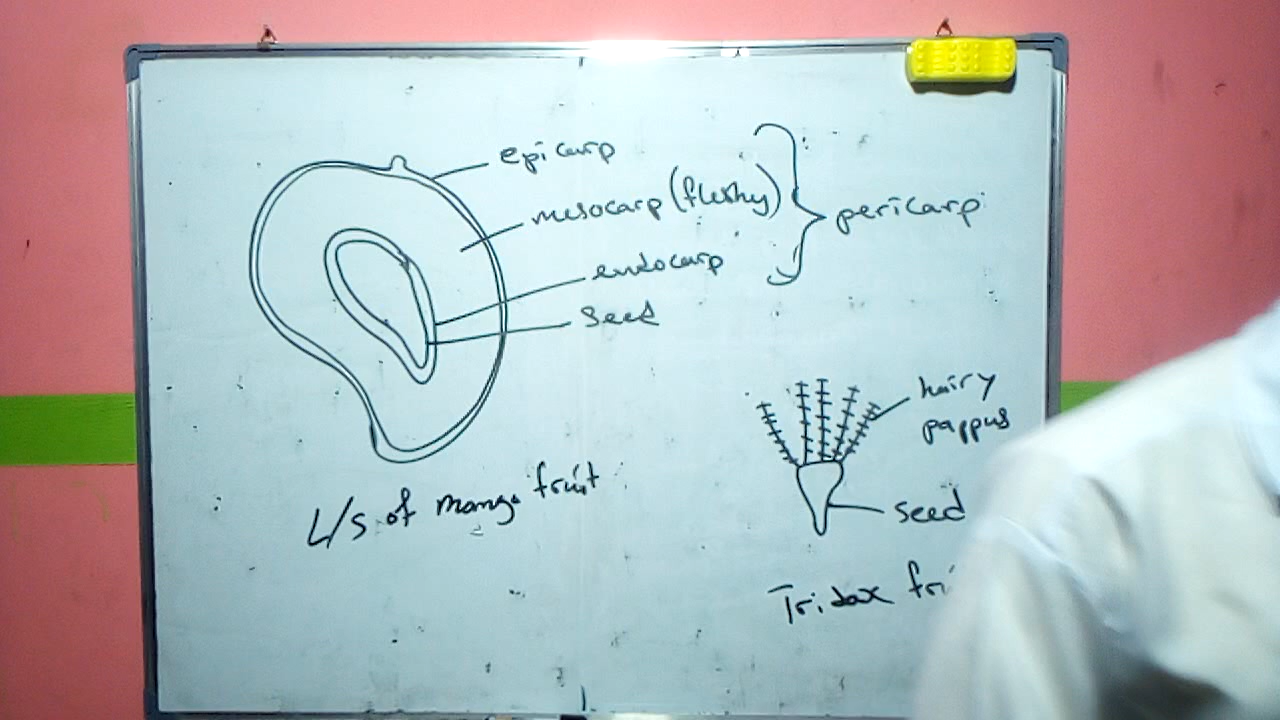 epicarp
mesocarp (fleshy)
endocarp
seed
pericarp
L/s of mango fruit
hairy
pappus
seed
Tridax